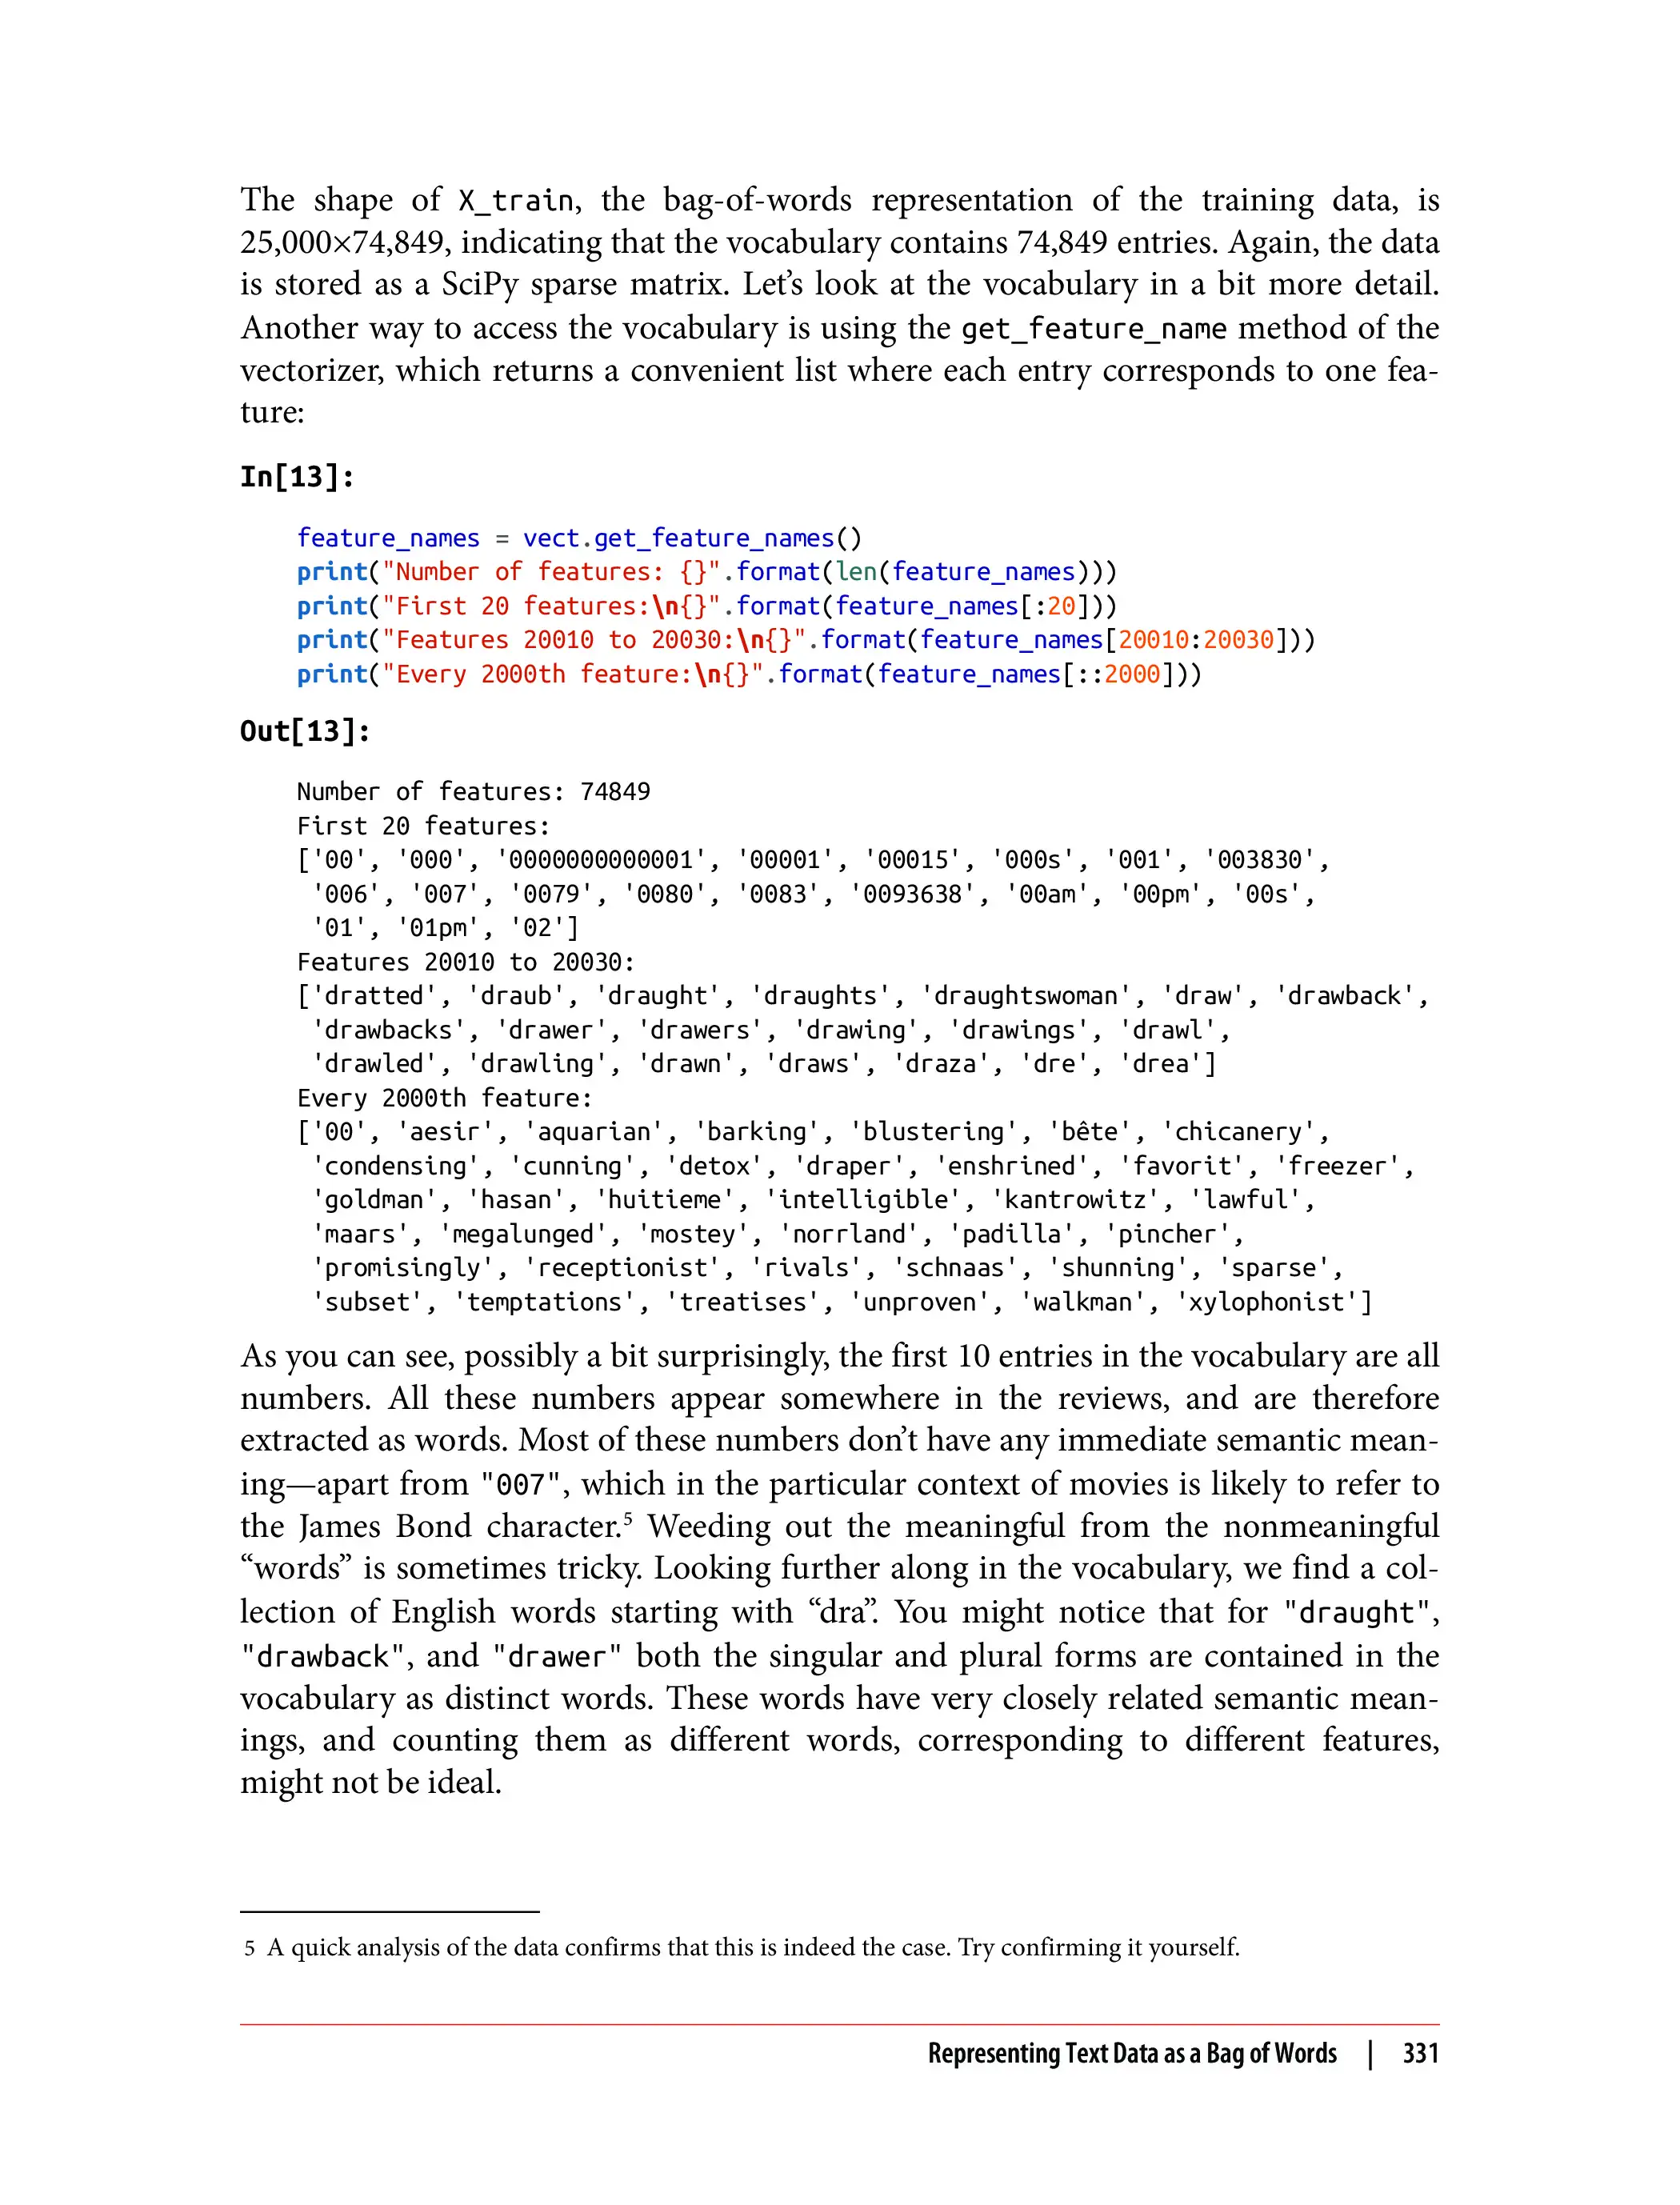 The shape of X_train, the bag-of-words representation of the training data, is
25,000×74,849, indicating that the vocabulary contains 74,849 entries. Again, the data
is stored as a SciPy sparse matrix. Let’s look at the vocabulary in a bit more detail.
Another way to access the vocabulary is using the get_feature_name method of the
vectorizer, which returns a convenient list where each entry corresponds to one fea-
ture:
In[13]:
feature_names = vect.get_feature_names()
print("Number of features: {}".format(len(feature_names)))
print("First 20 features:\n{}".format(feature_names[:20]))
print("Features 20010 to 20030:\n{}".format(feature_names[20010:20030]))
print("Every 2000th feature:\n{}".format(feature_names[::2000]))
Out[13]:
Number of features: 74849
First 20 features:
['00', '000', '0000000000001', '00001', '00015', '000s', '001', '003830',
'006', '007', '0079', '0080', '0083', '0093638', '00am', '00pm', '00s',
'01', '01pm', '02']
Features 20010 to 20030:
['dratted', 'draub', 'draught', 'draughts', 'draughtswoman', 'draw', 'drawback',
'drawbacks', 'drawer', 'drawers', 'drawing', 'drawings', 'drawl',
'drawled', 'drawling', 'drawn', 'draws', 'draza', 'dre', 'drea']
Every 2000th feature:
['00', 'aesir', 'aquarian', 'barking', 'blustering', 'bête', 'chicanery',
'condensing', 'cunning', 'detox', 'draper', 'enshrined', 'favorit', 'freezer',
'goldman', 'hasan', 'huitieme', 'intelligible', 'kantrowitz', 'lawful',
'maars', 'megalunged', 'mostey', 'norrland', 'padilla', 'pincher',
'promisingly', 'receptionist', 'rivals', 'schnaas', 'shunning', 'sparse',
'subset', 'temptations', 'treatises', 'unproven', 'walkman', 'xylophonist']
As you can see, possibly a bit surprisingly, the first 10 entries in the vocabulary are all
numbers. All these numbers appear somewhere in the reviews, and are therefore
extracted as words. Most of these numbers don’t have any immediate semantic mean-
ing—apart from "007", which in the particular context of movies is likely to refer to
the James Bond character.5 Weeding out the meaningful from the nonmeaningful
“words” is sometimes tricky. Looking further along in the vocabulary, we find a col-
lection of English words starting with “dra”. You might notice that for "draught",
"drawback", and "drawer" both the singular and plural forms are contained in the
vocabulary as distinct words. These words have very closely related semantic mean-
ings, and counting them as different words, corresponding to different features,
might not be ideal.
5 A quick analysis of the data confirms that this is indeed the case. Try confirming it yourself.
Representing Text Data as a Bag of Words | 331